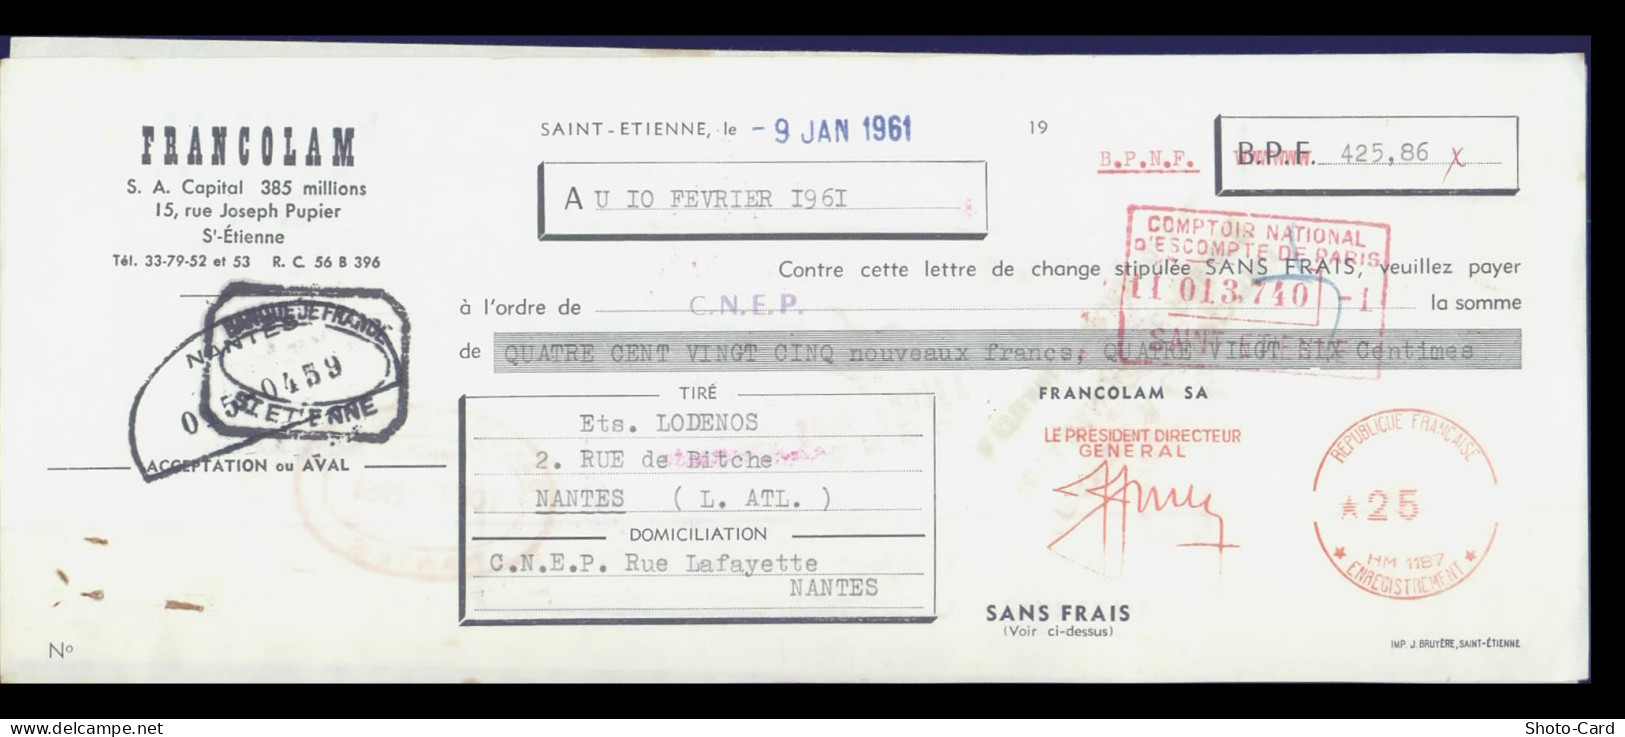 FRANCOLAM
S. A. Capital 385 millions
15, rue Joseph Pupier
S'-Étienne
Tél. 33-79-52 et 53 R. C. 56 B 396
SAINT-ETIENNE, le - 9 JAN 1961 19
B.P.N.F. B.P.F. 425,86 X
AU IO FEVRIER I96I
COMPTOIR NATIONAL
D'ESCOMPTE DE PARIS
11 013,740 -1
SAINT-ETIENNE
Contre cette lettre de change stipulée SANS FRAIS, veuillez payer
à l'ordre de C.N.E.P. la somme
de QUATRE CENT VINGT CINQ nouveaux francs, QUATRE VINGT SIX Centimes
BANQUE DE FRANCE
NANTES
0459
ST ETIENNE
ACCEPTATION ou AVAL
TIRÉ
Ets. LODENOS
2. RUE de Bitche
NANTES ( L. ATL. )
DOMICILIATION
C.N.E.P. Rue Lafayette
NANTES
FRANCOLAM SA
LE PRESIDENT DIRECTEUR
GENERAL
SANS FRAIS
(Voir ci-dessus)
REPUBLIQUE FRANÇAISE
★25
★ HM 1187 ★
ENREGISTREMENT
N°
IMP. J. BRUYÈRE, SAINT-ÉTIENNE
www.delcampe.net
Shoto-Card